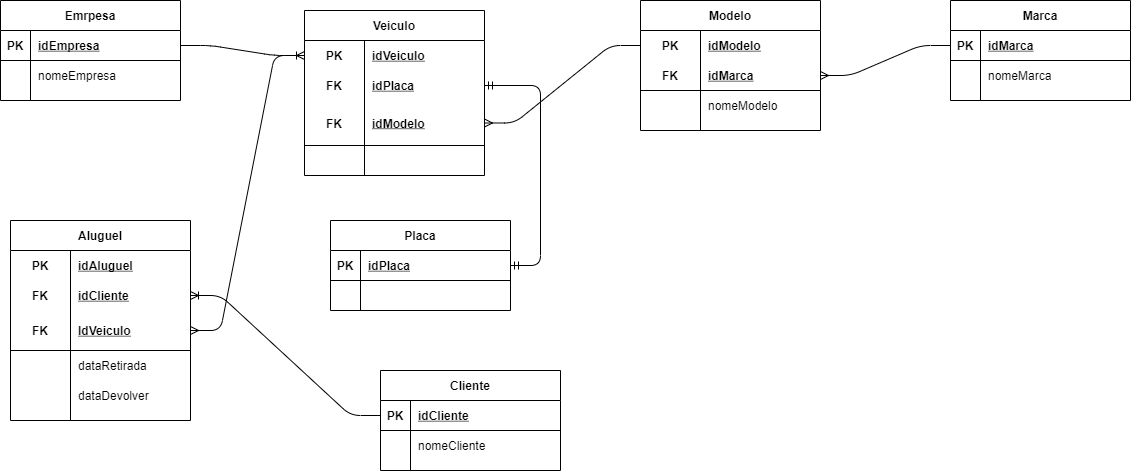 Emrpesa
PK idEmpresa
nomeEmpresa
Veiculo
PK idVeiculo
FK idPlaca
FK idModelo
Modelo
PK idModelo
FK idMarca
nomeModelo
Marca
PK idMarca
nomeMarca
Aluguel
PK idAluguel
FK idCliente
FK IdVeiculo
dataRetirada
dataDevolver
Placa
PK idPlaca
Cliente
PK idCliente
nomeCliente